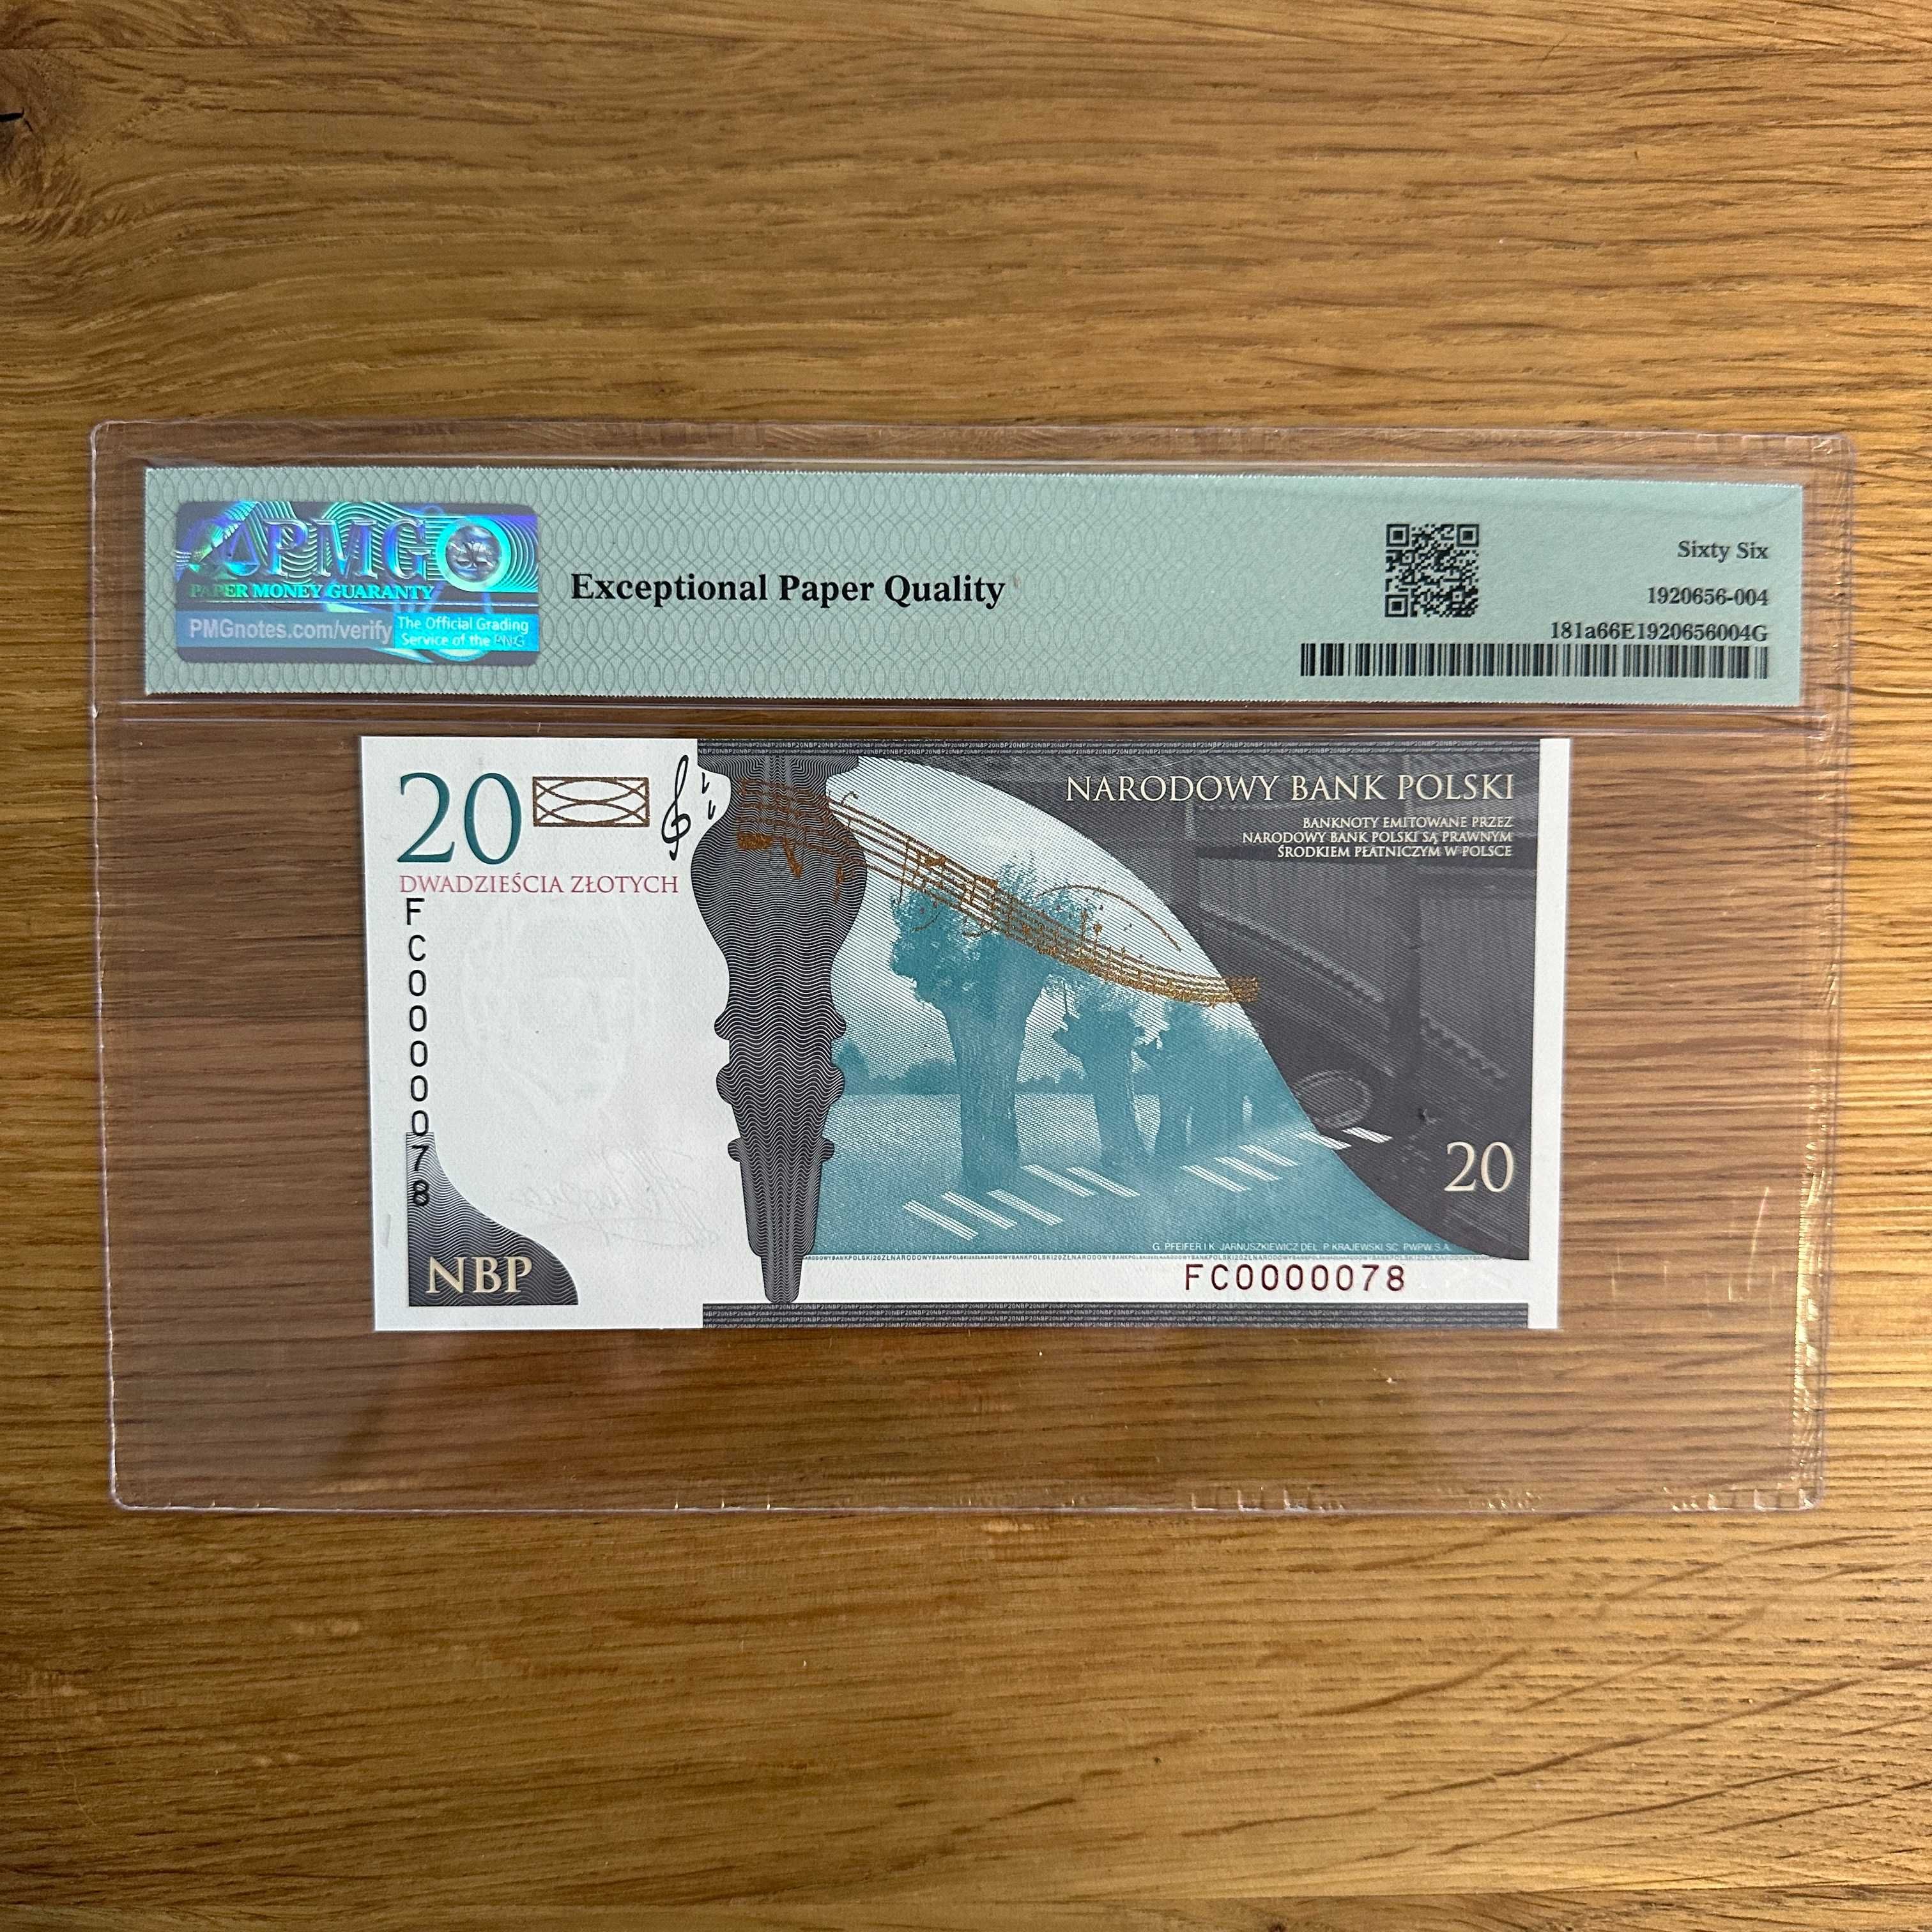 PMG
PAPER MONEY GUARANTY
PMGnotes.com/verify
The Official Grading
Service of the PNG
Exceptional Paper Quality
Sixty Six
1920656-004
181a66E1920656004G
20
DWADZIEŚCIA ZŁOTYCH
FC0000078
NBP
NARODOWY BANK POLSKI
BANKNOTY EMITOWANE PRZEZ
NARODOWY BANK POLSKI SĄ PRAWNYM
ŚRODKIEM PŁATNICZYM W POLSCE
20
G. PFEIFER I K. JARNUSZKIEWICZ DEL. P. KRAJEWSKI SC. PWPW S.A.
FC0000078